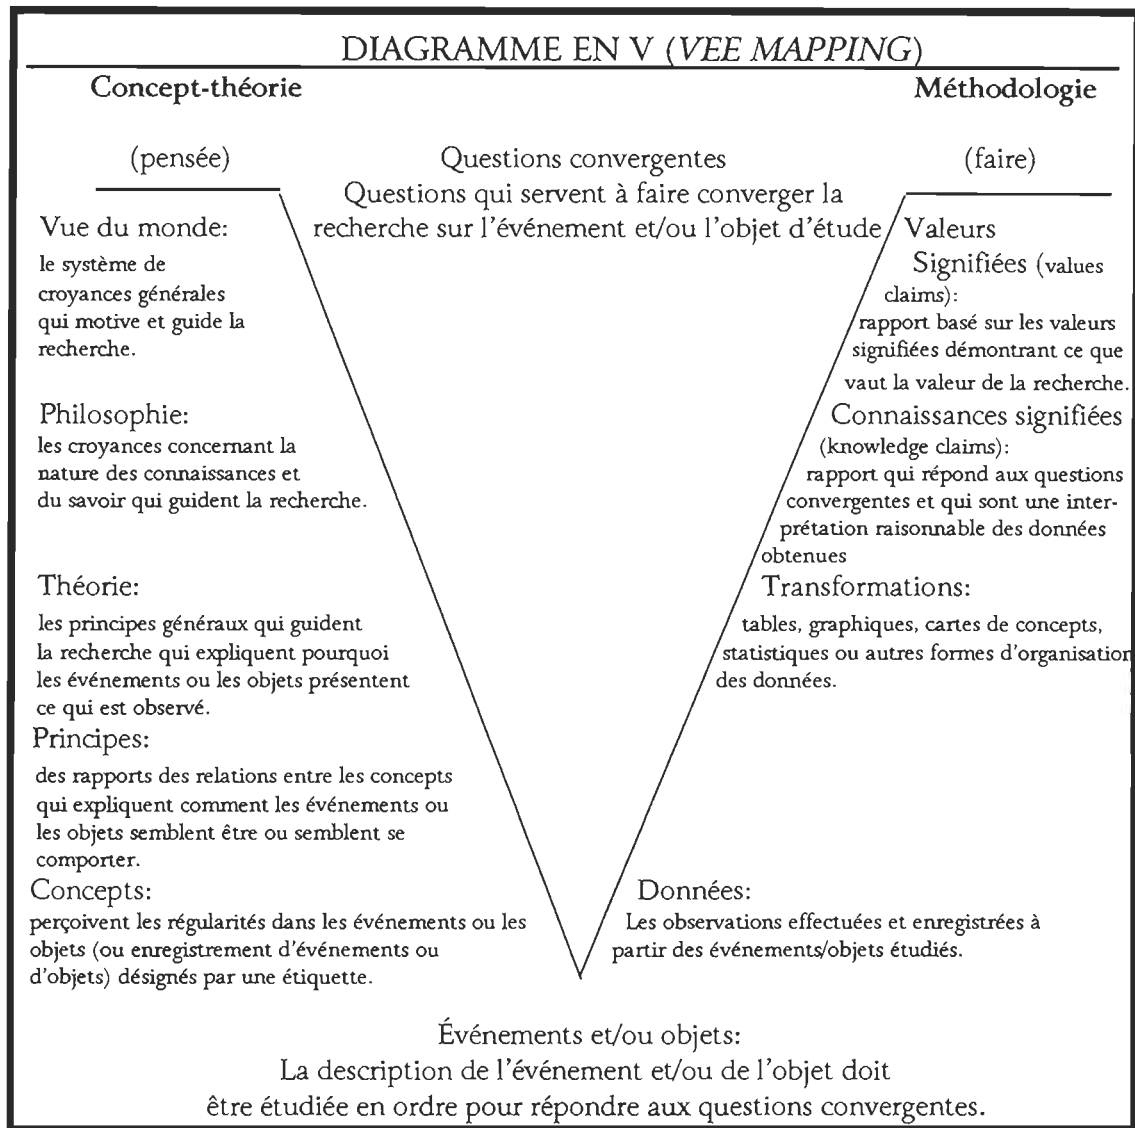 DIAGRAMME EN V (VEE MAPPING)
Concept-théorie
Méthodologie
(pensée)
Questions convergentes
(faire)
Questions qui servent à faire converger la
recherche sur l'événement et/ou l'objet d'étude
Vue du monde:
le système de
croyances générales
qui motive et guide la
recherche.
Philosophie:
les croyances concernant la
nature des connaissances et
du savoir qui guident la recherche.
Théorie:
les principes généraux qui guident
la recherche qui expliquent pourquoi
les événements ou les objets présentent
ce qui est observé.
Principes:
des rapports des relations entre les concepts
qui expliquent comment les événements ou
les objets semblent être ou semblent se
comporter.
Concepts:
perçoivent les régularités dans les événements ou les
objets (ou enregistrement d'événements ou
d'objets) désignés par une étiquette.
Valeurs
Signifiées (values
claims):
rapport basé sur les valeurs
signifiées démontrant ce que
vaut la valeur de la recherche.
Connaissances signifiées
(knowledge claims):
rapport qui répond aux questions
convergentes et qui sont une inter-
prétation raisonnable des données
obtenues
Transformations:
tables, graphiques, cartes de concepts,
statistiques ou autres formes d'organisation
des données.
Données:
Les observations effectuées et enregistrées à
partir des événements/objets étudiés.
Événements et/ou objets:
La description de l'événement et/ou de l'objet doit
être étudiée en ordre pour répondre aux questions convergentes.